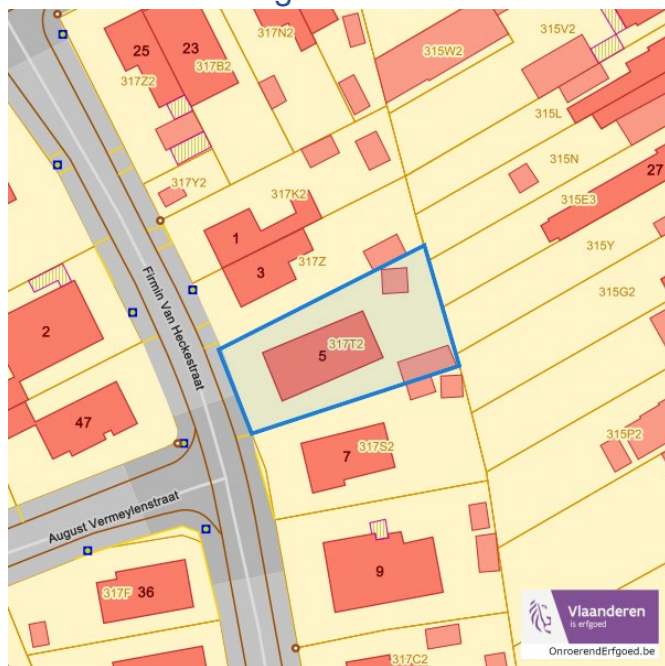 25
23
317Z2
317B2
317N2
315W2
315V2
315L
315N
27
315E3
317Y2
317K2
1
3
317Z
315Y
315G2
Firmin Van Heckestraat
2
5
317T2
47
7
317S2
315P2
August Vermeylenstraat
9
317F
36
317C2
Vlaanderen
is erfgoed
OnroerendErfgoed.be